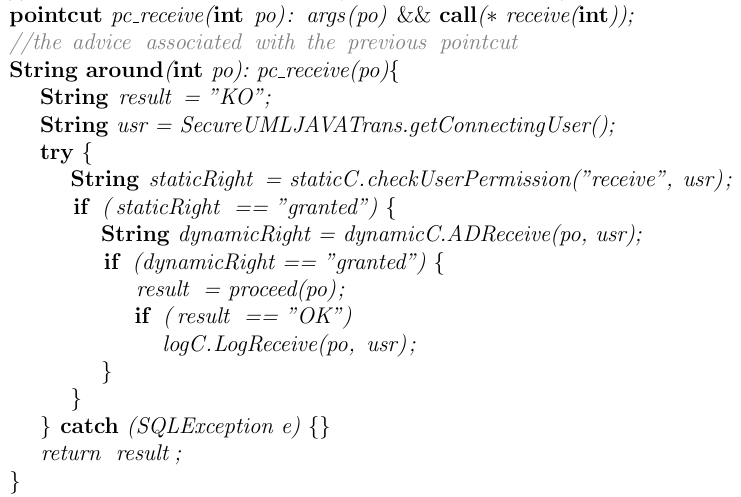 pointcut pc_receive(int po): args(po) && call(* receive(int));
//the advice associated with the previous pointcut
String around(int po): pc_receive(po){
String result = "KO";
String usr = SecureUMLJAVATrans.getConnectingUser();
try {
String staticRight = staticC.checkUserPermission("receive", usr);
if (staticRight == "granted") {
String dynamicRight = dynamicC.ADReceive(po, usr);
if (dynamicRight == "granted") {
result = proceed(po);
if (result == "OK")
logC.LogReceive(po, usr);
}
}
} catch (SQLException e) {}
return result;
}